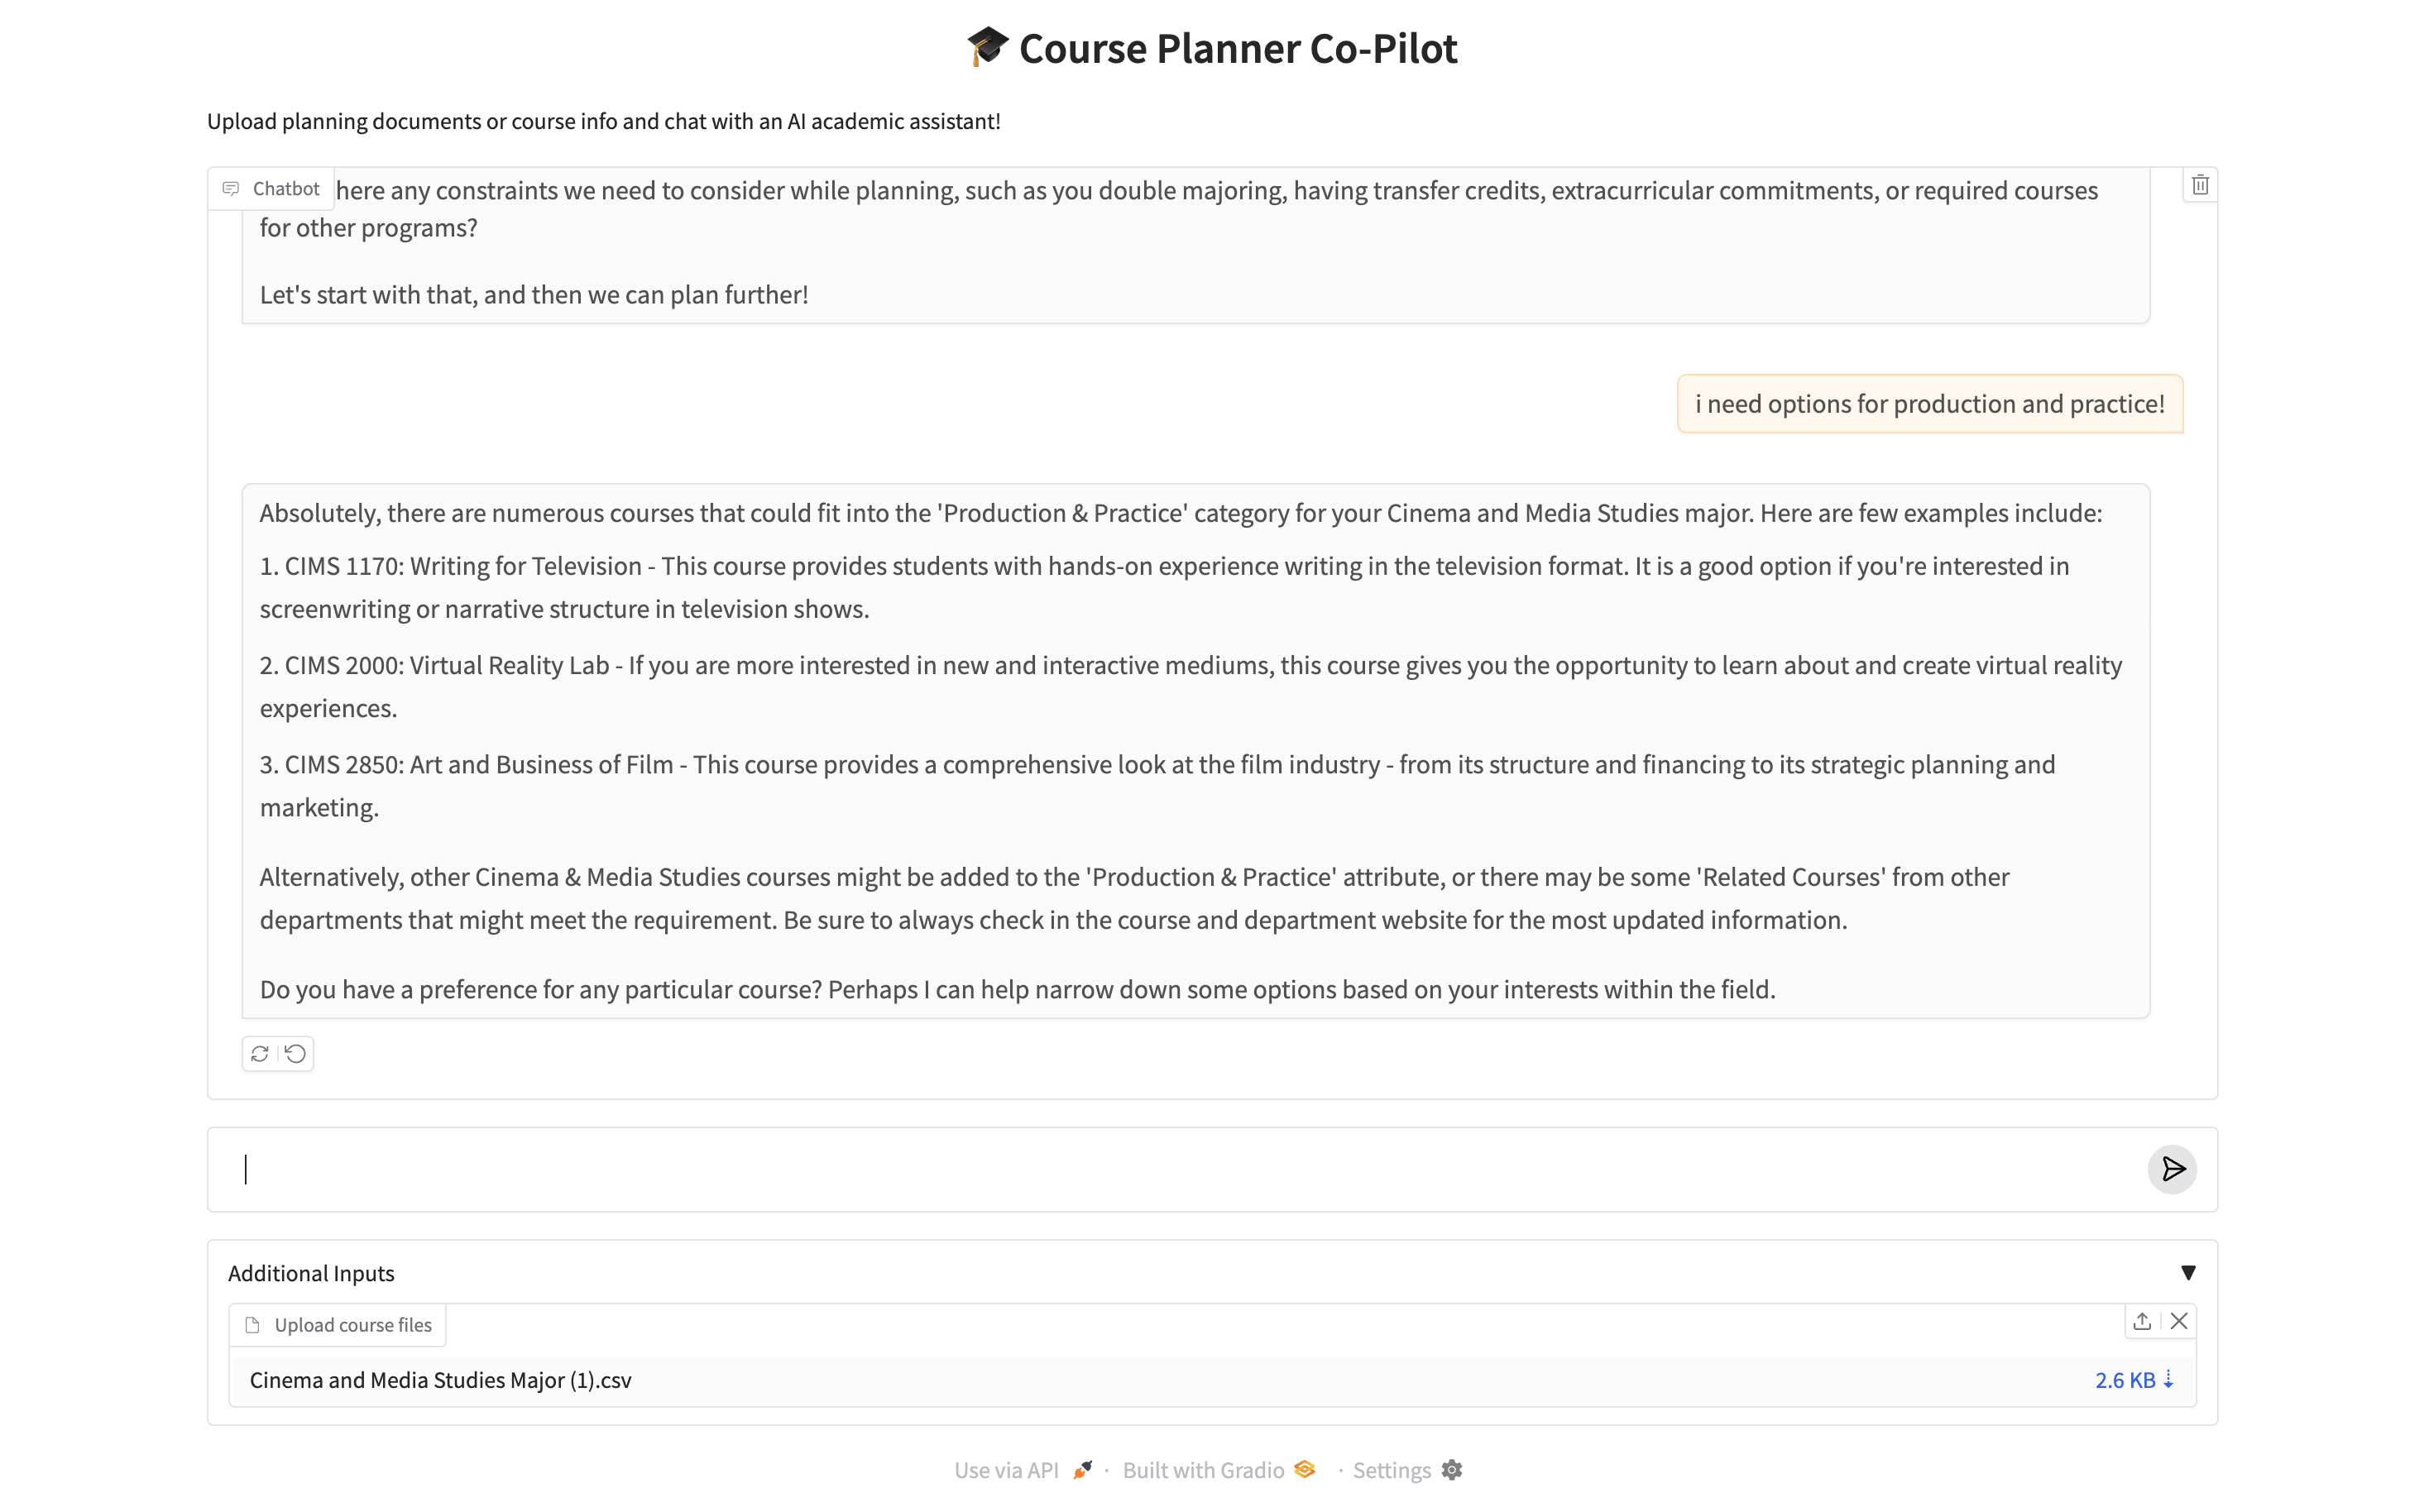 🎓 Course Planner Co-Pilot
Upload planning documents or course info and chat with an AI academic assistant!
Chatbot
here any constraints we need to consider while planning, such as you double majoring, having transfer credits, extracurricular commitments, or required courses
for other programs?
Let's start with that, and then we can plan further!
i need options for production and practice!
Absolutely, there are numerous courses that could fit into the 'Production & Practice' category for your Cinema and Media Studies major. Here are few examples include:
1. CIMS 1170: Writing for Television - This course provides students with hands-on experience writing in the television format. It is a good option if you're interested in
screenwriting or narrative structure in television shows.
2. CIMS 2000: Virtual Reality Lab - If you are more interested in new and interactive mediums, this course gives you the opportunity to learn about and create virtual reality
experiences.
3. CIMS 2850: Art and Business of Film - This course provides a comprehensive look at the film industry - from its structure and financing to its strategic planning and
marketing.
Alternatively, other Cinema & Media Studies courses might be added to the 'Production & Practice' attribute, or there may be some 'Related Courses' from other
departments that might meet the requirement. Be sure to always check in the course and department website for the most updated information.
Do you have a preference for any particular course? Perhaps I can help narrow down some options based on your interests within the field.
Additional Inputs
Upload course files
Cinema and Media Studies Major (1).csv
2.6 KB ⇣
Use via API · Built with Gradio · Settings